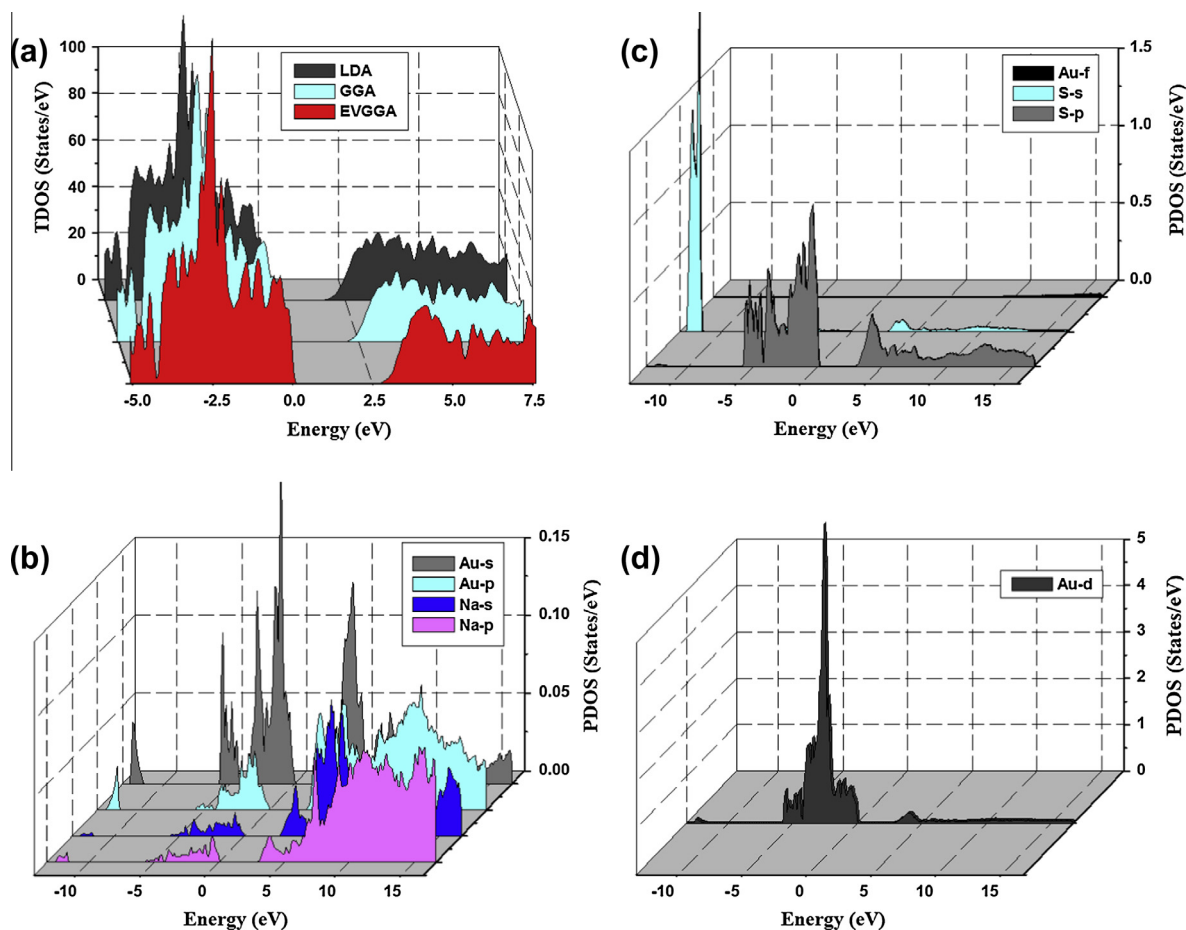 (a)
TDOS (States/eV)
100
80
60
40
20
0
LDA
GGA
EVGGA
-5.0 -2.5 0.0 2.5 5.0 7.5
Energy (eV)
(c)
Au-f
S-s
S-p
1.5
1.0
0.5
0.0
PDOS (States/eV)
-10 -5 0 5 10 15
Energy (eV)
(b)
Au-s
Au-p
Na-s
Na-p
0.15
0.10
0.05
0.00
PDOS (States/eV)
-10 -5 0 5 10 15
Energy (eV)
(d)
Au-d
5
4
3
2
1
0
PDOS (States/eV)
-10 -5 0 5 10 15
Energy (eV)